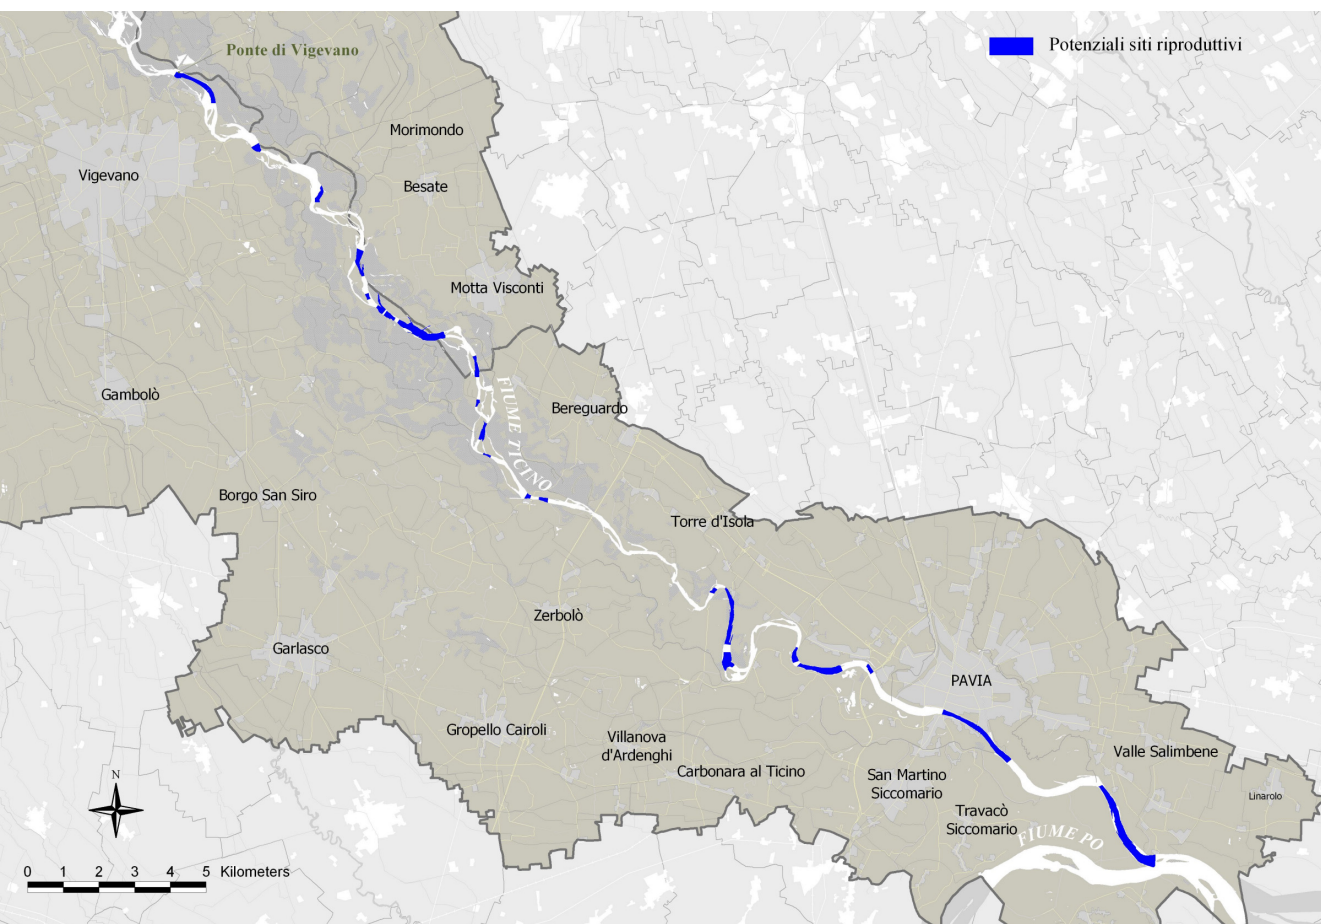 Ponte di Vigevano
Potenziali siti riproduttivi
Morimondo
Vigevano
Besate
Motta Visconti
Gambolò
FIUME TICINO
Bereguardo
Borgo San Siro
Torre d'Isola
Zerbolò
Garlasco
PAVIA
Gropello Cairoli
Villanova
d'Ardenghi
Carbonara al Ticino
San Martino
Siccomario
Valle Salimbene
Travacò
Siccomario
Linarolo
FIUME PO
N
0 1 2 3 4 5 Kilometers